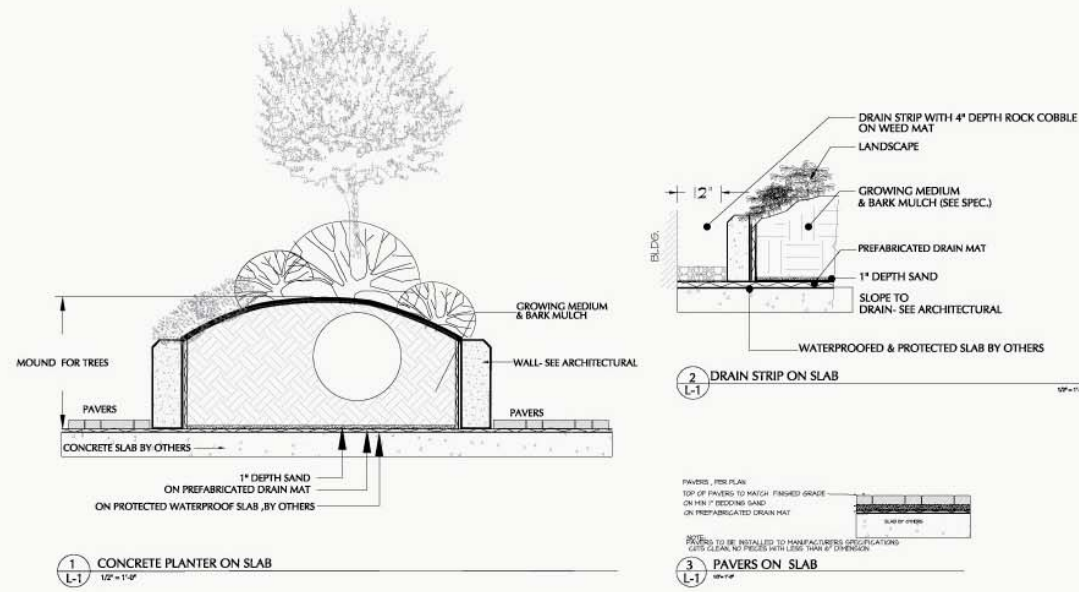 MOUND FOR TREES
GROWING MEDIUM
& BARK MULCH
WALL- SEE ARCHITECTURAL
PAVERS
PAVERS
CONCRETE SLAB BY OTHERS
1" DEPTH SAND
ON PREFABRICATED DRAIN MAT
ON PROTECTED WATERPROOF SLAB ,BY OTHERS
1
L-1
CONCRETE PLANTER ON SLAB
1/2" = 1'-0"
DRAIN STRIP WITH 4" DEPTH ROCK COBBLE
ON WEED MAT
LANDSCAPE
12"
BLDG.
GROWING MEDIUM
& BARK MULCH (SEE SPEC.)
PREFABRICATED DRAIN MAT
1" DEPTH SAND
SLOPE TO
DRAIN- SEE ARCHITECTURAL
WATERPROOFED & PROTECTED SLAB BY OTHERS
2
L-1
DRAIN STRIP ON SLAB
PAVERS , PER PLAN
TOP OF PAVERS TO MATCH FINISHED GRADE
ON MIN 1" BEDDING SAND
ON PREFABRICATED DRAIN MAT
SLAB BY OTHERS
NOTE:
PAVERS TO BE INSTALLED TO MANUFACTURERS SPECIFICATIONS
CUTS CLEAN, NO PIECES WITH LESS THAN 6" DIMENSION
3
L-1
PAVERS ON SLAB